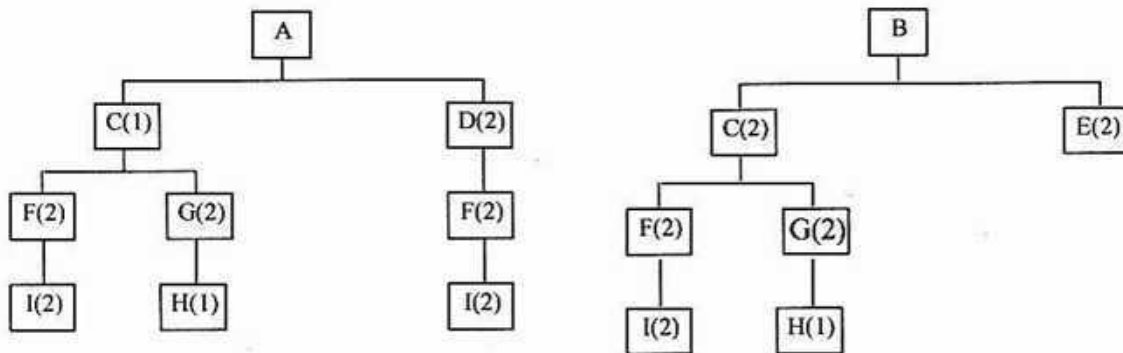 A B
C(1) D(2) C(2) E(2)
F(2) G(2) F(2) F(2) G(2)
I(2) H(1) I(2) I(2) H(1)